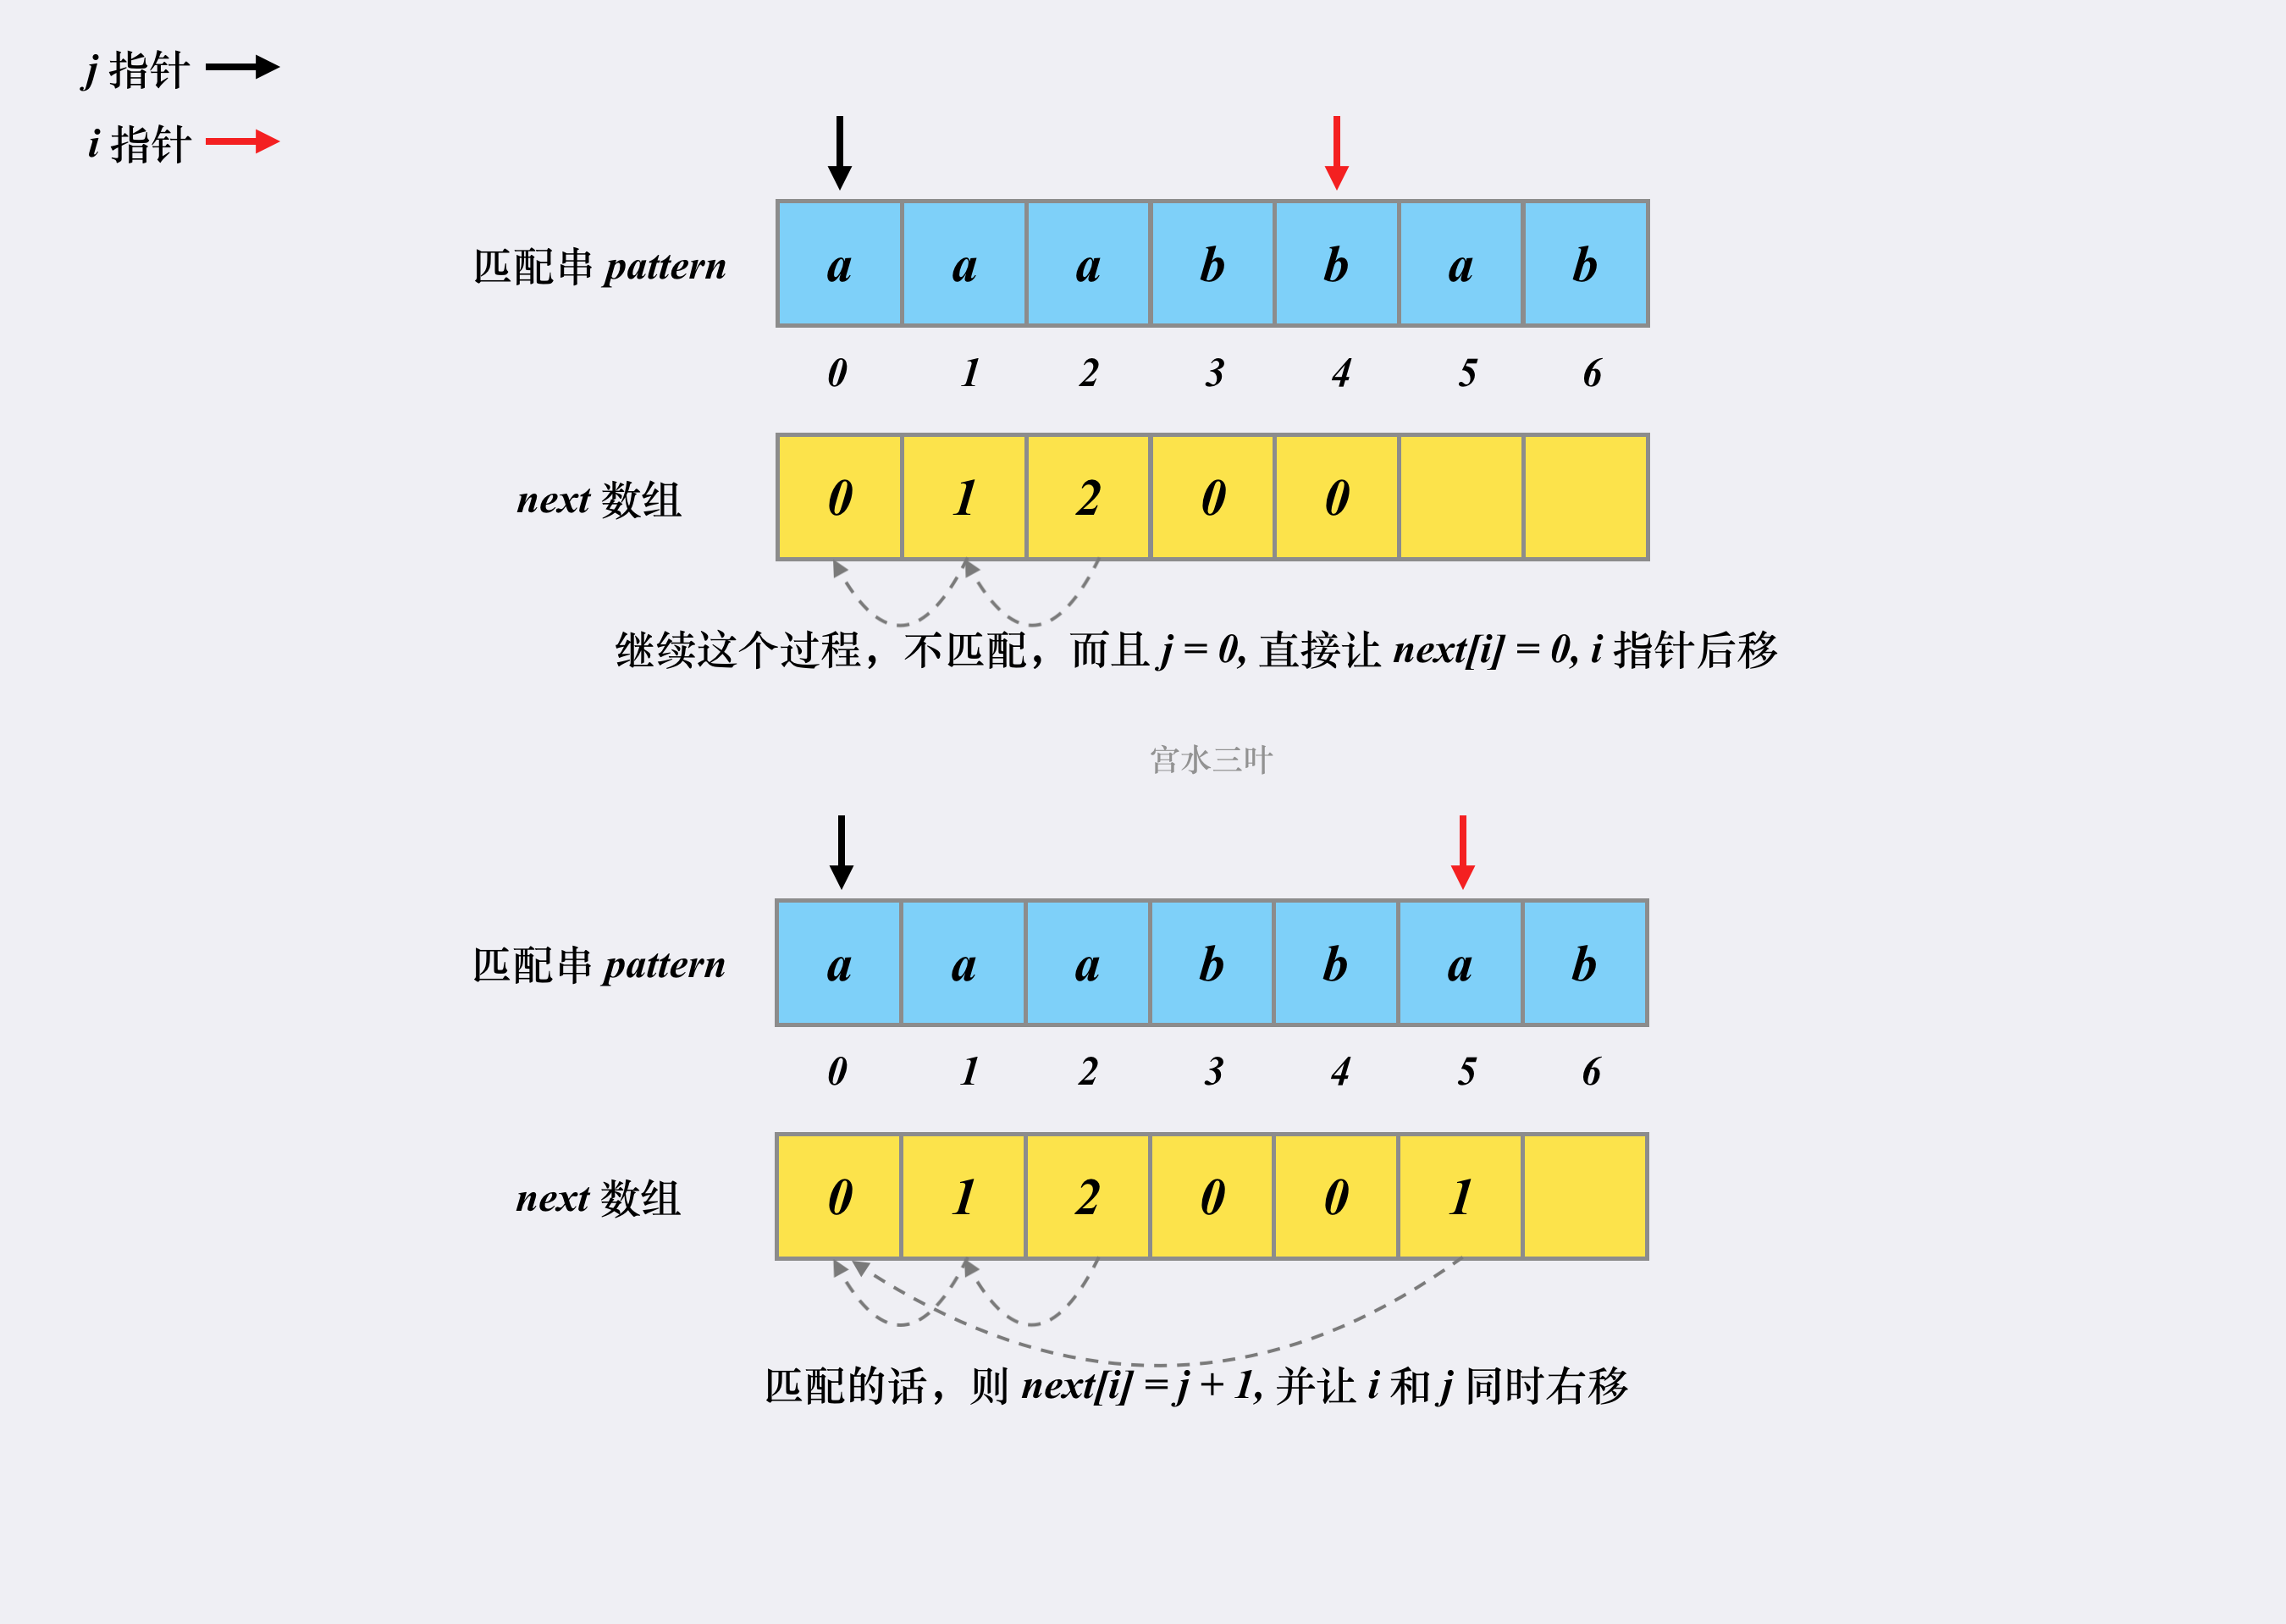 j 指针
i 指针
匹配串 pattern a a a b b a b
0 1 2 3 4 5 6
next 数组 0 1 2 0 0
继续这个过程，不匹配，而且 j = 0, 直接让 next[i] = 0, i 指针后移
宫水三叶
匹配串 pattern a a a b b a b
0 1 2 3 4 5 6
next 数组 0 1 2 0 0 1
匹配的话，则 next[i] = j + 1, 并让 i 和 j 同时右移